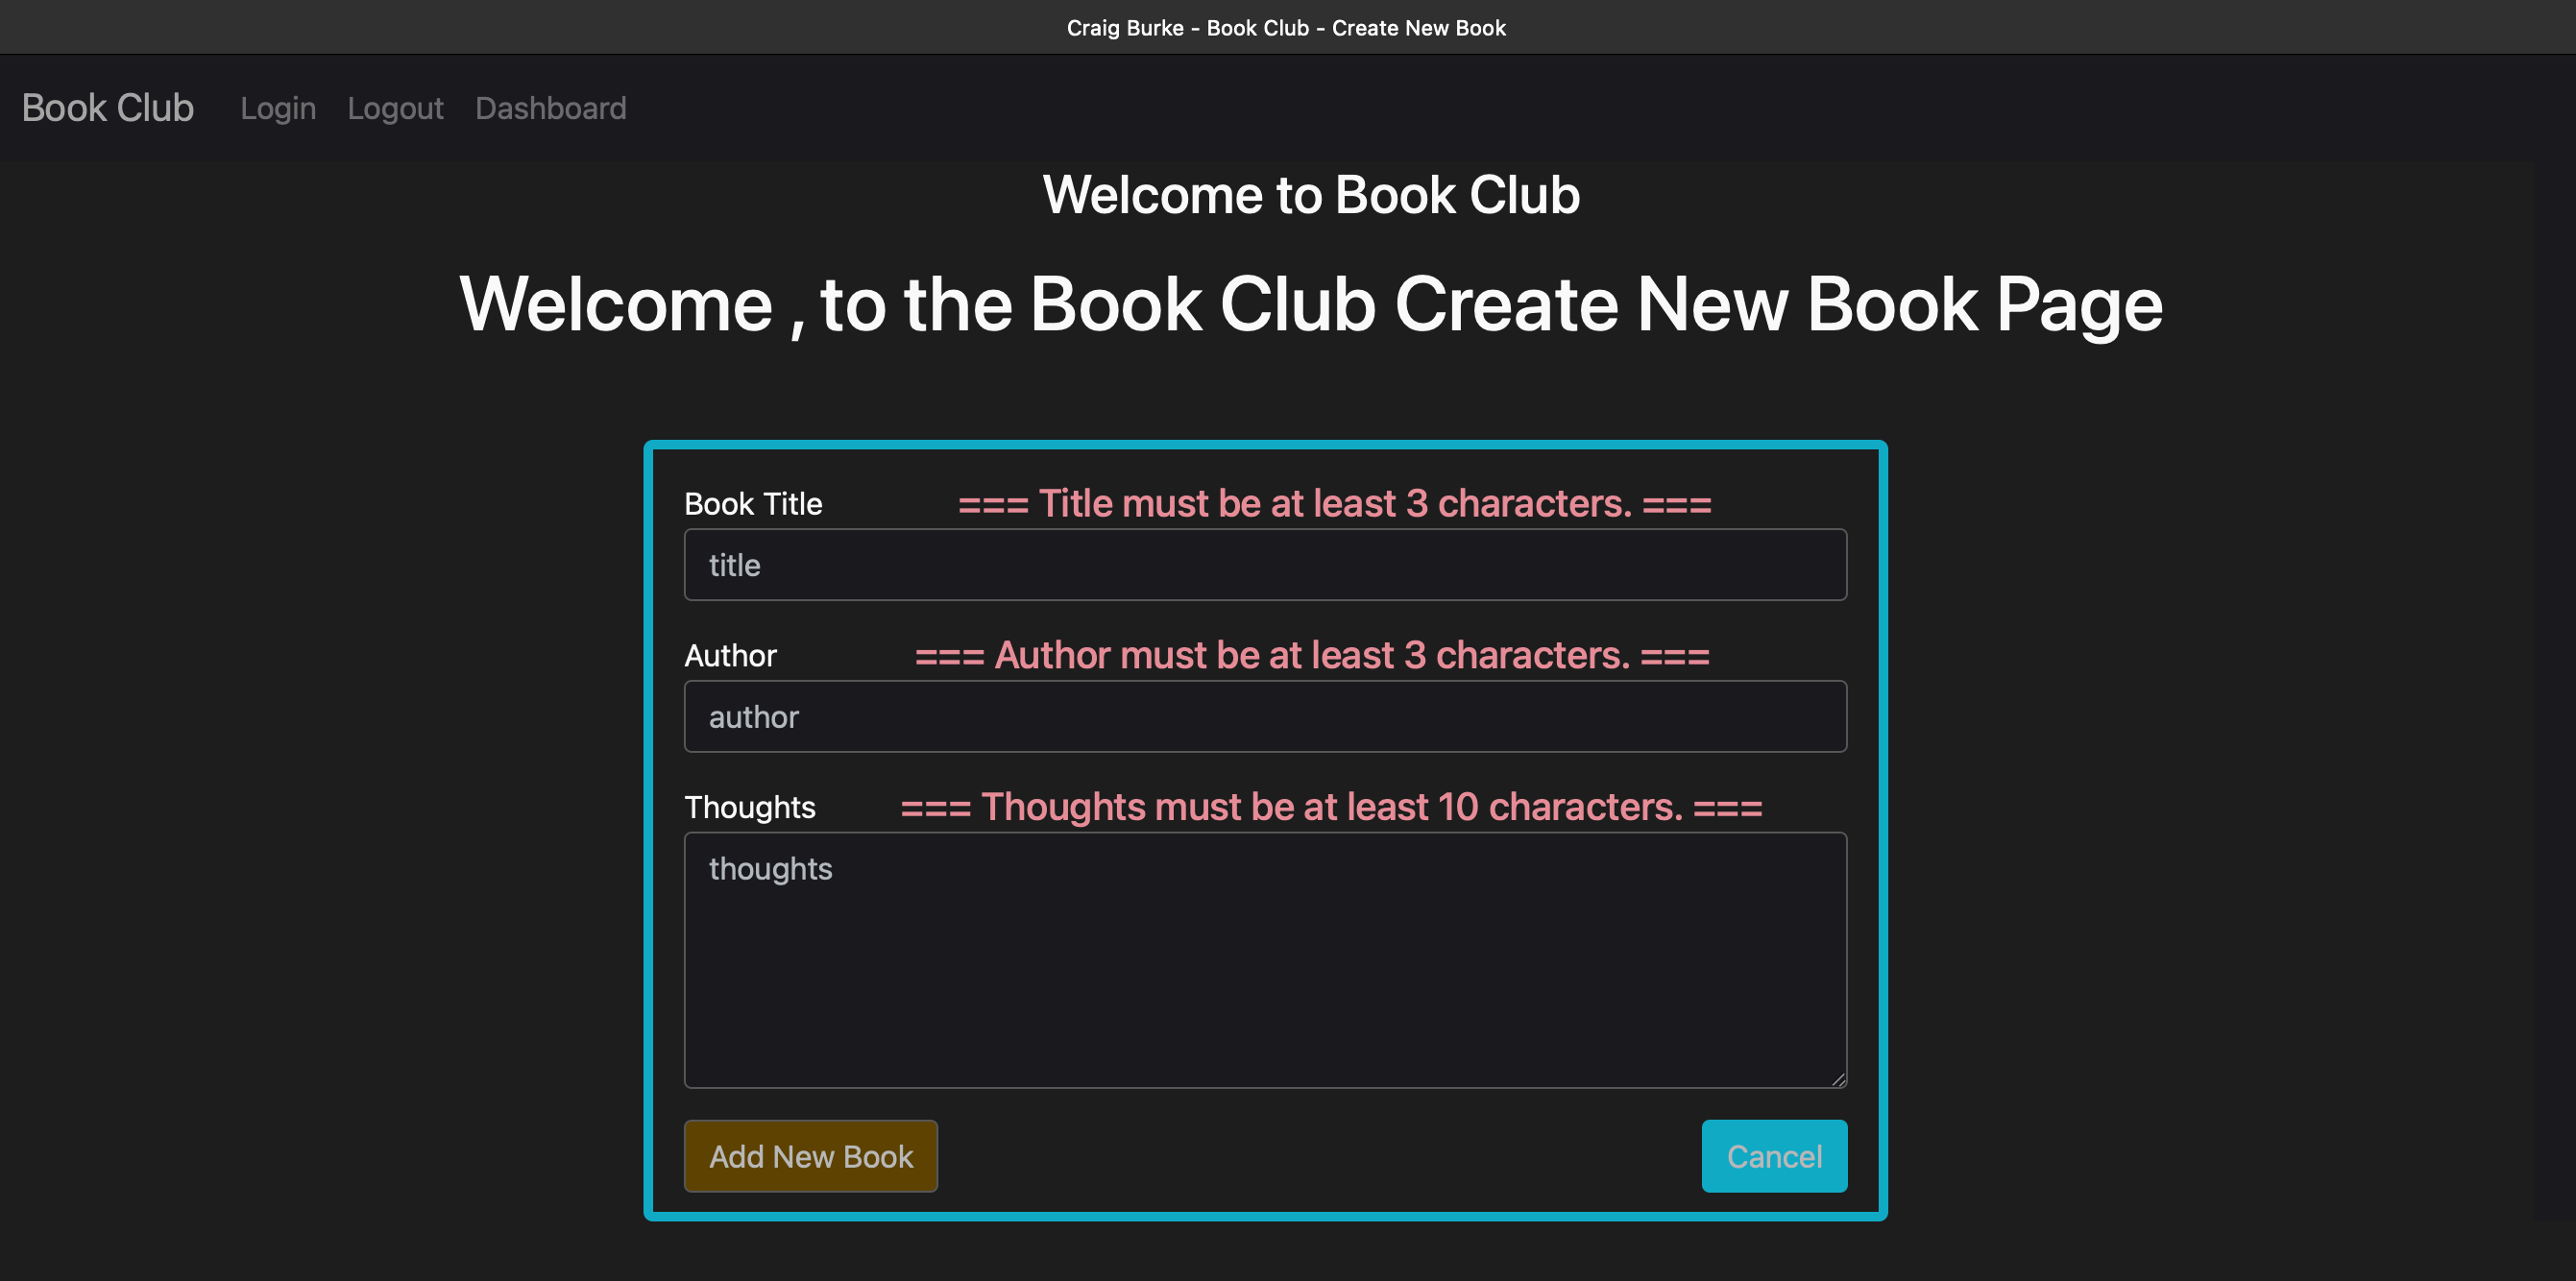 Craig Burke - Book Club - Create New Book
Book Club Login Logout Dashboard
Welcome to Book Club
Welcome , to the Book Club Create New Book Page
Book Title === Title must be at least 3 characters. ===
title
Author === Author must be at least 3 characters. ===
author
Thoughts === Thoughts must be at least 10 characters. ===
thoughts
Add New Book Cancel